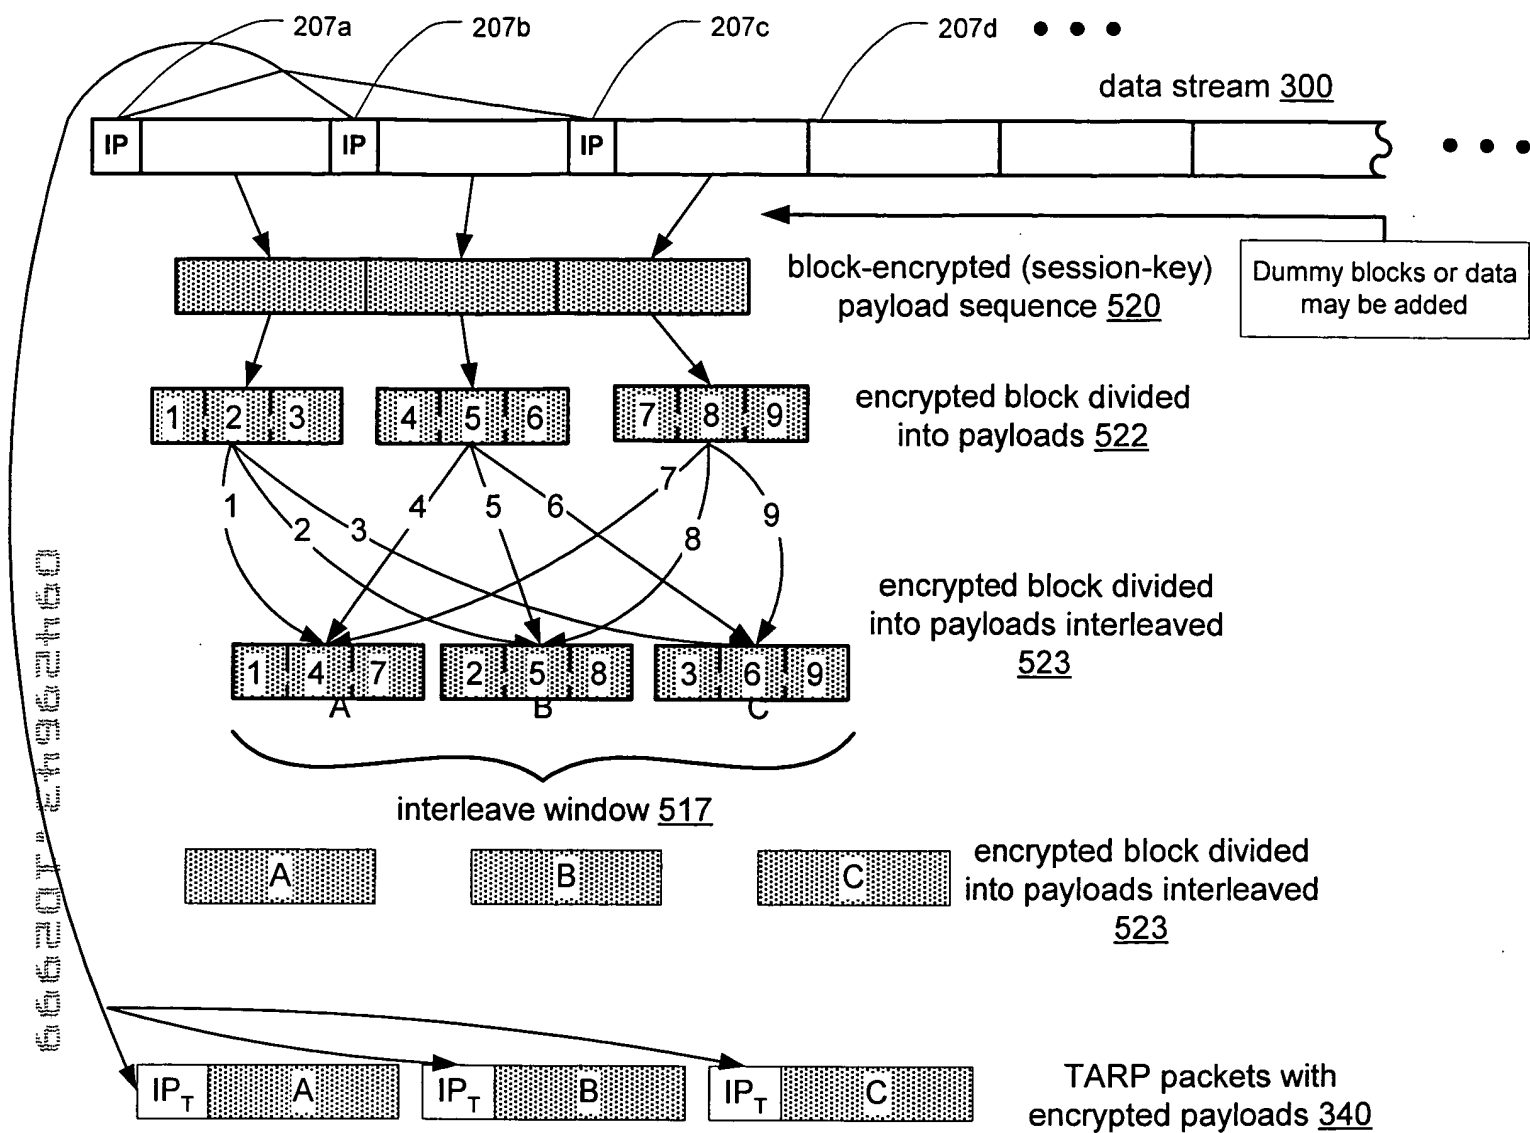 207a 207b 207c 207d
data stream 300
IP IP IP
block-encrypted (session-key)
payload sequence 520
Dummy blocks or data
may be added
1 2 3 4 5 6 7 8 9
encrypted block divided
into payloads 522
1 2 3 4 5 6 7 8 9
encrypted block divided
into payloads interleaved
523
1 4 7 2 5 8 3 6 9
A B C
interleave window 517
A B C
encrypted block divided
into payloads interleaved
523
IPT A IPT B IPT C
TARP packets with
encrypted payloads 340
09429643.102999